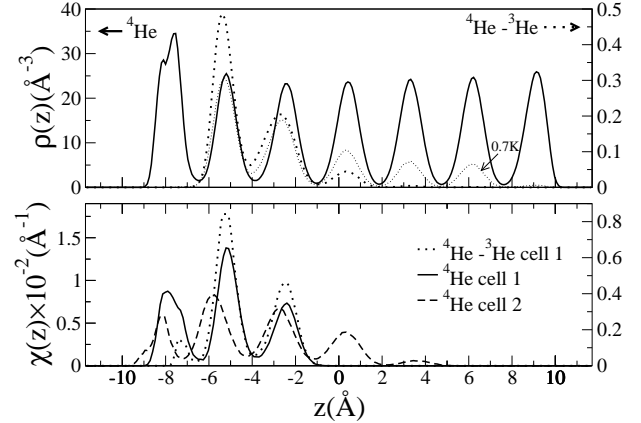 40
30
20
10
0
ρ(z)(Å⁻³)
← ⁴He
⁴He - ³He ···>
0.7K
0.5
0.4
0.3
0.2
0.1
0
1.5
1
0.5
0
χ(z)×10⁻²(Å⁻¹)
⁴He - ³He cell 1
⁴He cell 1
⁴He cell 2
0.8
0.6
0.4
0.2
0
-10 -8 -6 -4 -2 0 2 4 6 8 10
z(Å)